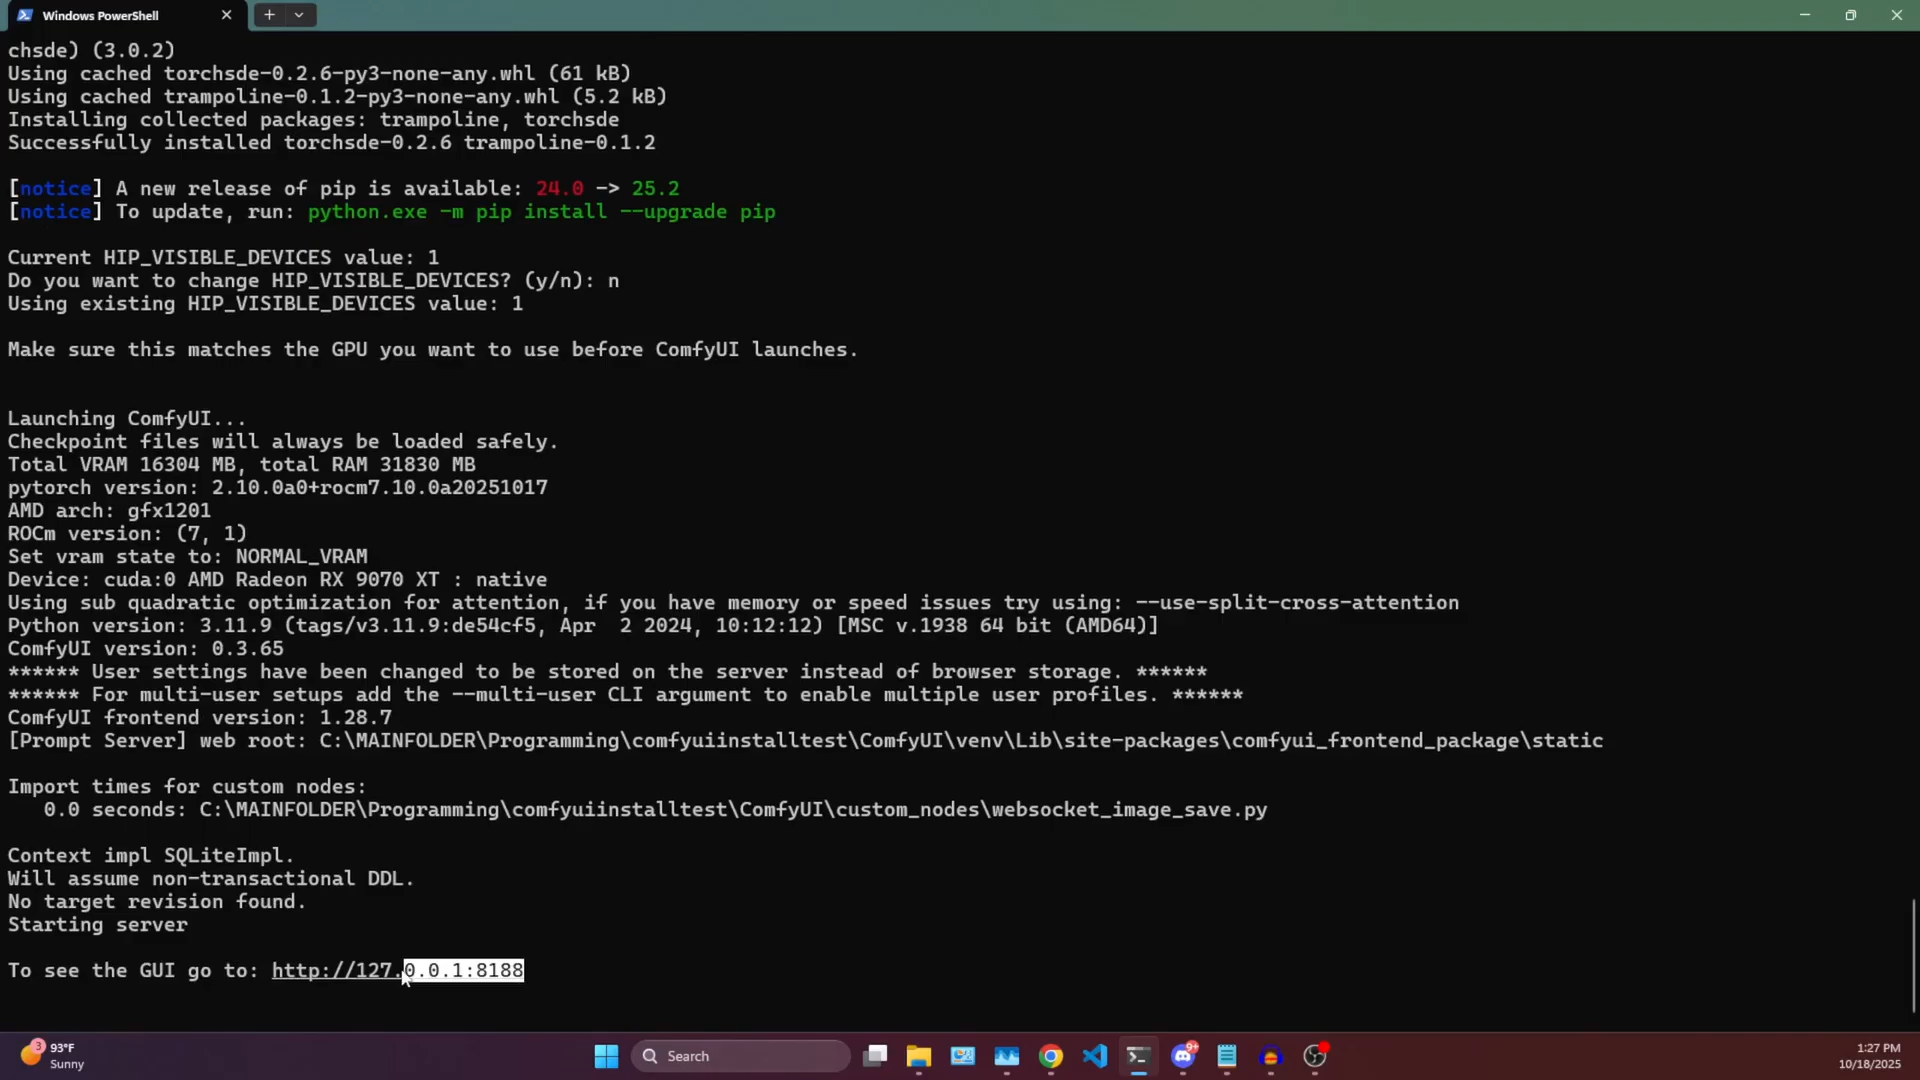 Windows PowerShell
chsde) (3.0.2)
Using cached torchsde-0.2.6-py3-none-any.whl (61 kB)
Using cached trampoline-0.1.2-py3-none-any.whl (5.2 kB)
Installing collected packages: trampoline, torchsde
Successfully installed torchsde-0.2.6 trampoline-0.1.2
[notice] A new release of pip is available: 24.0 -> 25.2
[notice] To update, run: python.exe -m pip install --upgrade pip
Current HIP_VISIBLE_DEVICES value: 1
Do you want to change HIP_VISIBLE_DEVICES? (y/n): n
Using existing HIP_VISIBLE_DEVICES value: 1
Make sure this matches the GPU you want to use before ComfyUI launches.
Launching ComfyUI...
Checkpoint files will always be loaded safely.
Total VRAM 16304 MB, total RAM 31830 MB
pytorch version: 2.10.0a0+rocm7.10.0a20251017
AMD arch: gfx1201
ROCm version: (7, 1)
Set vram state to: NORMAL_VRAM
Device: cuda:0 AMD Radeon RX 9070 XT : native
Using sub quadratic optimization for attention, if you have memory or speed issues try using: --use-split-cross-attention
Python version: 3.11.9 (tags/v3.11.9:de54cf5, Apr  2 2024, 10:12:12) [MSC v.1938 64 bit (AMD64)]
ComfyUI version: 0.3.65
****** User settings have been changed to be stored on the server instead of browser storage. ******
****** For multi-user setups add the --multi-user CLI argument to enable multiple user profiles. ******
ComfyUI frontend version: 1.28.7
[Prompt Server] web root: C:\MAINFOLDER\Programming\comfyuiinstalltest\ComfyUI\venv\Lib\site-packages\comfyui_frontend_package\static
Import times for custom nodes:
0.0 seconds: C:\MAINFOLDER\Programming\comfyuiinstalltest\ComfyUI\custom_nodes\websocket_image_save.py
Context impl SQLiteImpl.
Will assume non-transactional DDL.
No target revision found.
Starting server
To see the GUI go to: http://127.0.0.1:8188
3
93°F
Sunny
Search
9+
1:27 PM
10/18/2025